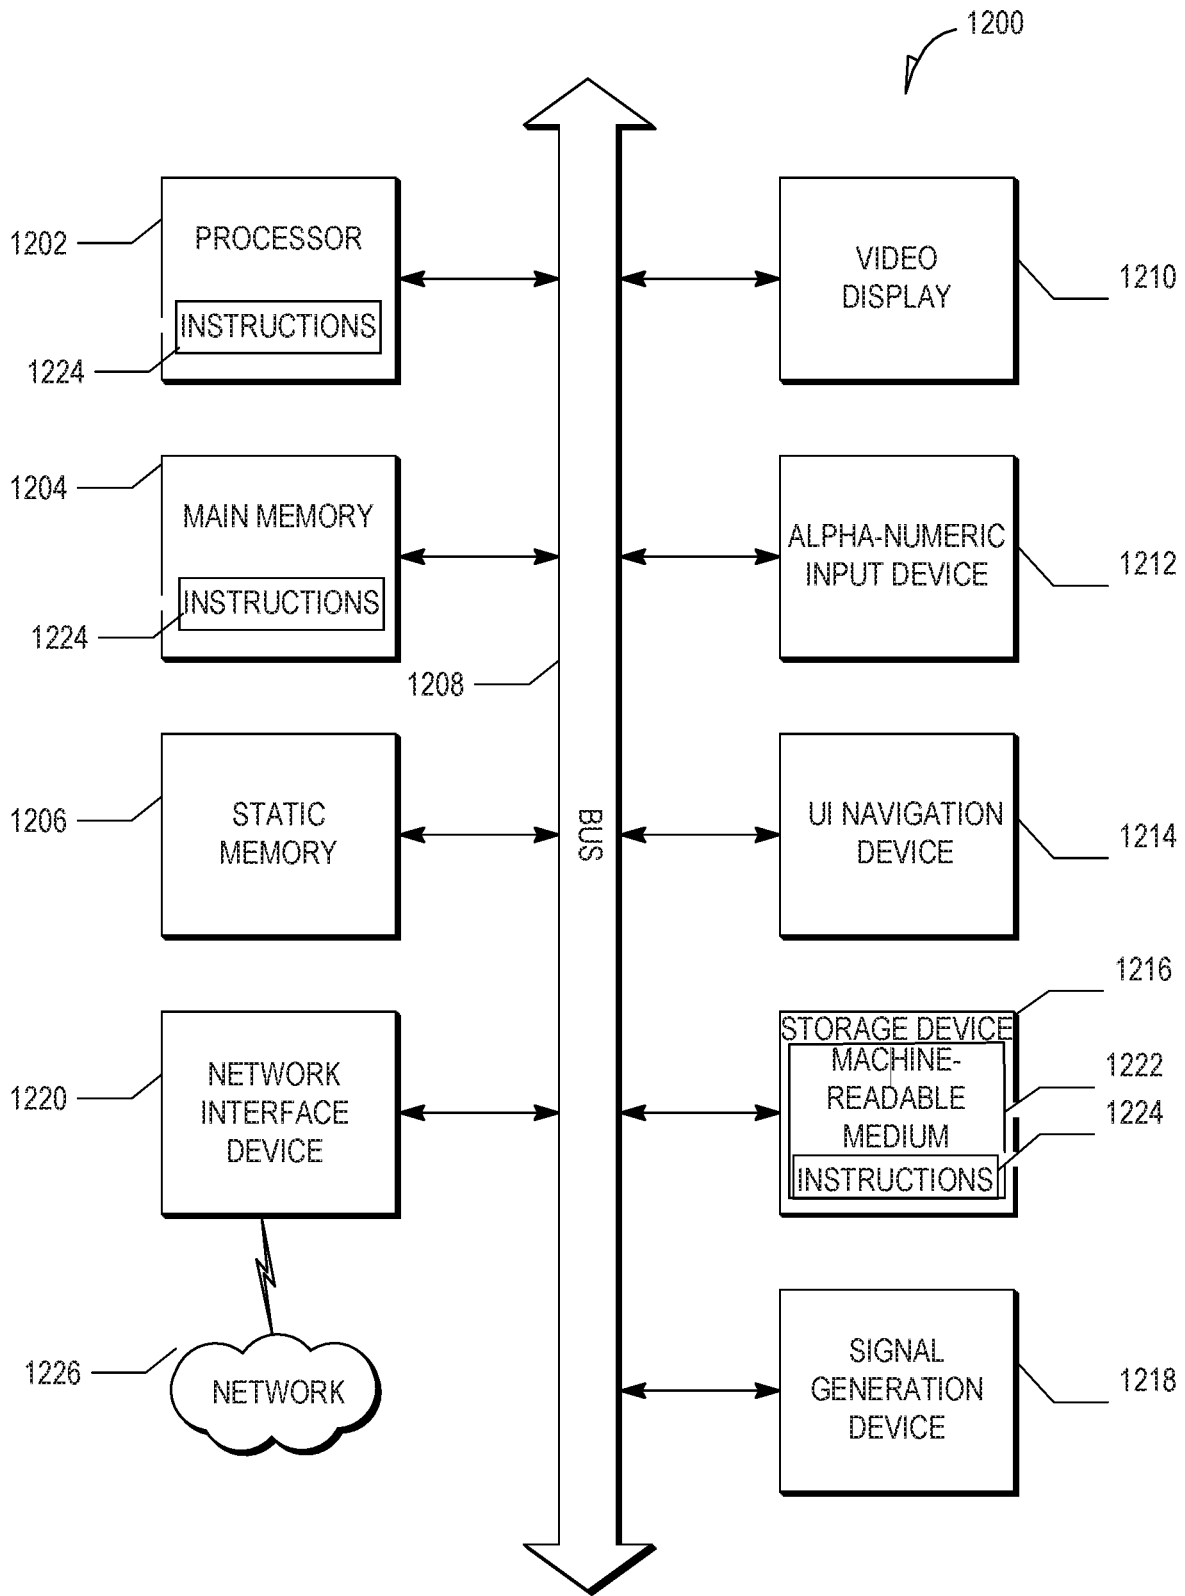 1200
1202
PROCESSOR
INSTRUCTIONS
1224
1204
MAIN MEMORY
INSTRUCTIONS
1224
1206
STATIC
MEMORY
1220
NETWORK
INTERFACE
DEVICE
1226
NETWORK
1208
BUS
VIDEO
DISPLAY
1210
ALPHA-NUMERIC
INPUT DEVICE
1212
UI NAVIGATION
DEVICE
1214
1216
STORAGE DEVICE
MACHINE-
READABLE
MEDIUM
1222
1224
INSTRUCTIONS
SIGNAL
GENERATION
DEVICE
1218